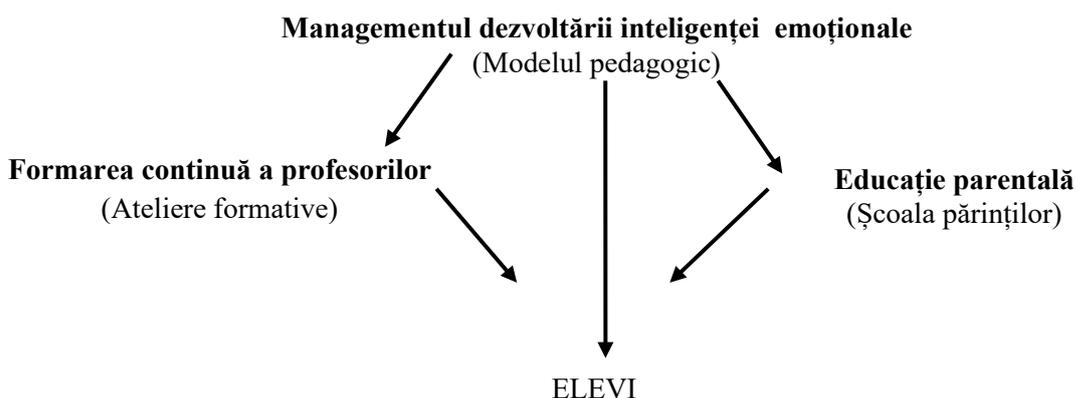 Managementul dezvoltării inteligenței emoționale
(Modelul pedagogic)
Formarea continuă a profesorilor
(Ateliere formative)
Educație parentală
(Școala părinților)
ELEVI